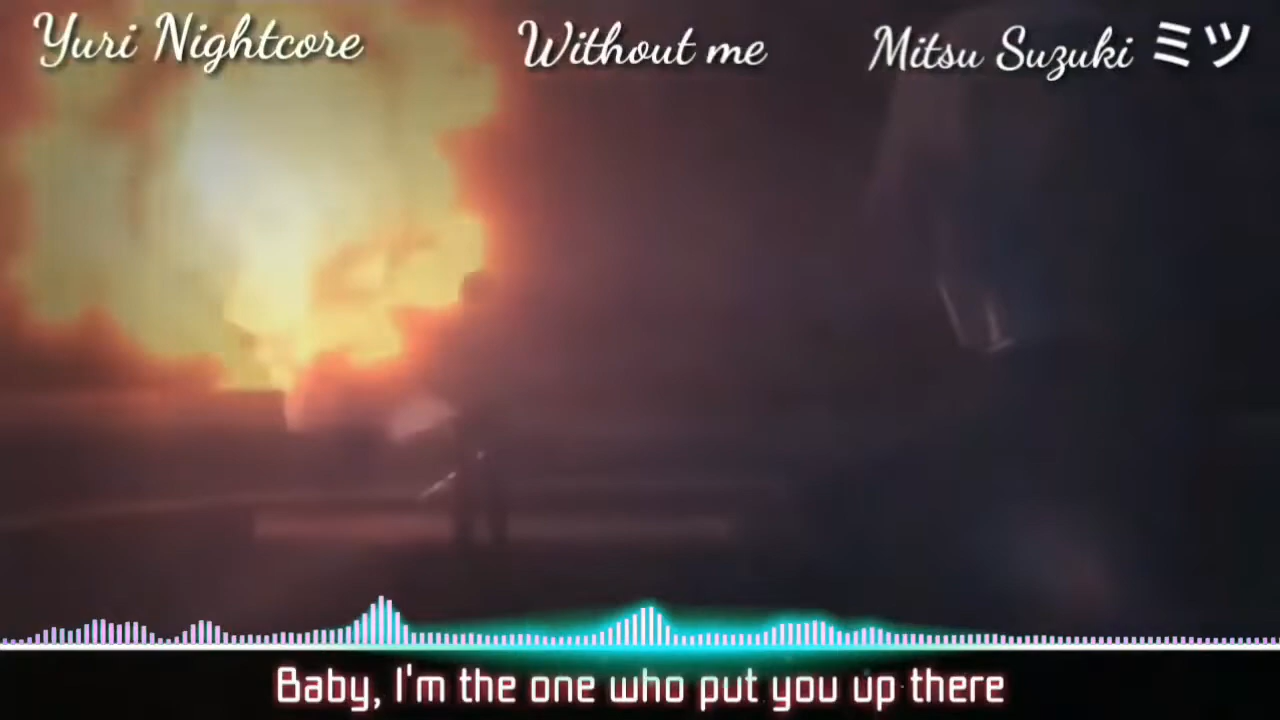 Yuri Nightcore
Without me
Mitsu Suzuki ミツ
Baby, I'm the one who put you up there